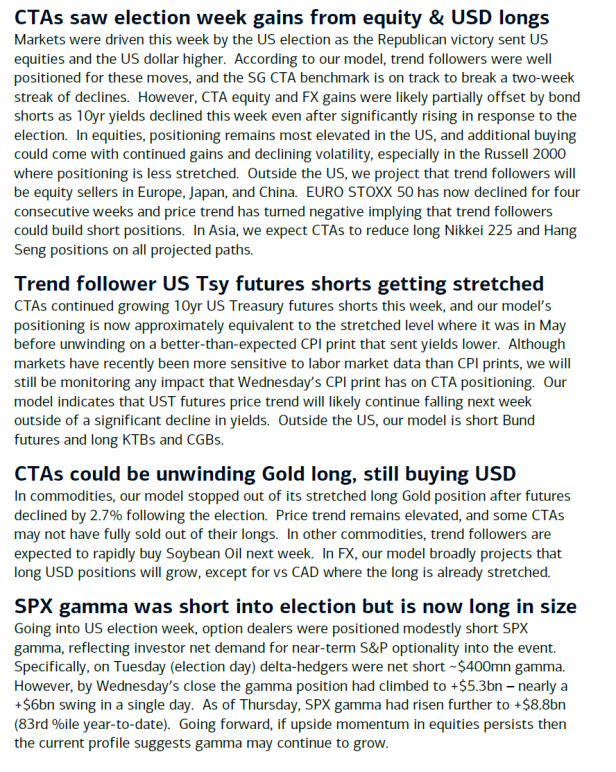 CTAs saw election week gains from equity & USD longs
Markets were driven this week by the US election as the Republican victory sent US
equities and the US dollar higher.  According to our model, trend followers were well
positioned for these moves, and the SG CTA benchmark is on track to break a two-week
streak of declines.  However, CTA equity and FX gains were likely partially offset by bond
shorts as 10yr yields declined this week even after significantly rising in response to the
election.  In equities, positioning remains most elevated in the US, and additional buying
could come with continued gains and declining volatility, especially in the Russell 2000
where positioning is less stretched.  Outside the US, we project that trend followers will
be equity sellers in Europe, Japan, and China.  EURO STOXX 50 has now declined for four
consecutive weeks and price trend has turned negative implying that trend followers
could build short positions.  In Asia, we expect CTAs to reduce long Nikkei 225 and Hang
Seng positions on all projected paths.
Trend follower US Tsy futures shorts getting stretched
CTAs continued growing 10yr US Treasury futures shorts this week, and our model's
positioning is now approximately equivalent to the stretched level where it was in May
before unwinding on a better-than-expected CPI print that sent yields lower.  Although
markets have recently been more sensitive to labor market data than CPI prints, we will
still be monitoring any impact that Wednesday's CPI print has on CTA positioning.  Our
model indicates that UST futures price trend will likely continue falling next week
outside of a significant decline in yields.  Outside the US, our model is short Bund
futures and long KTBs and CGBs.
CTAs could be unwinding Gold long, still buying USD
In commodities, our model stopped out of its stretched long Gold position after futures
declined by 2.7% following the election.  Price trend remains elevated, and some CTAs
may not have fully sold out of their longs.  In other commodities, trend followers are
expected to rapidly buy Soybean Oil next week.  In FX, our model broadly projects that
long USD positions will grow, except for vs CAD where the long is already stretched.
SPX gamma was short into election but is now long in size
Going into US election week, option dealers were positioned modestly short SPX
gamma, reflecting investor net demand for near-term S&P optionality into the event.
Specifically, on Tuesday (election day) delta-hedgers were net short ~$400mn gamma.
However, by Wednesday's close the gamma position had climbed to +$5.3bn – nearly a
+$6bn swing in a single day.  As of Thursday, SPX gamma had risen further to +$8.8bn
(83rd %ile year-to-date).  Going forward, if upside momentum in equities persists then
the current profile suggests gamma may continue to grow.